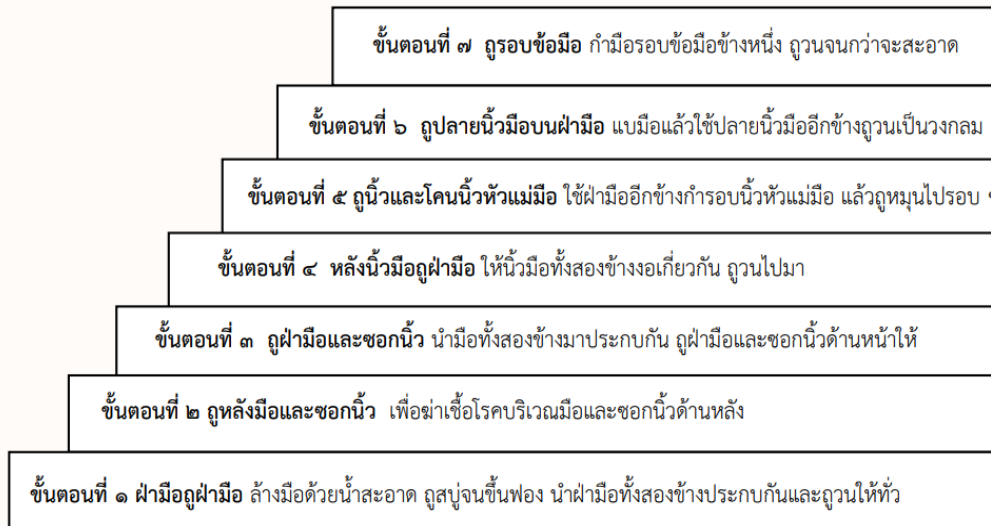 ขั้นตอนที่ ๗ ถูรอบข้อมือ กำมือรอบข้อมือข้างหนึ่ง ถูวนจนกว่าจะสะอาด
ขั้นตอนที่ ๖ ถูปลายนิ้วมือบนฝ่ามือ แบมือแล้วใช้ปลายนิ้วมืออีกข้างถูวนเป็นวงกลม
ขั้นตอนที่ ๕ ถูนิ้วและโคนนิ้วหัวแม่มือ ใช้ฝ่ามืออีกข้างกำรอบนิ้วหัวแม่มือ แล้วถูหมุนไปรอบ
ขั้นตอนที่ ๔ หลังนิ้วมือถูฝ่ามือ ให้นิ้วมือทั้งสองข้างงอเกี่ยวกัน ถูวนไปมา
ขั้นตอนที่ ๓ ถูฝ่ามือและซอกนิ้ว นำมือทั้งสองข้างมาประกบกัน ถูฝ่ามือและซอกนิ้วด้านหน้าให้
ขั้นตอนที่ ๒ ถูหลังมือและซอกนิ้ว เพื่อฆ่าเชื้อโรคบริเวณมือและซอกนิ้วด้านหลัง
ขั้นตอนที่ ๑ ฝ่ามือถูฝ่ามือ ล้างมือด้วยน้ำสะอาด ถูสบู่จนขึ้นฟอง นำฝ่ามือทั้งสองข้างประกบกันและถูวนให้ทั่ว